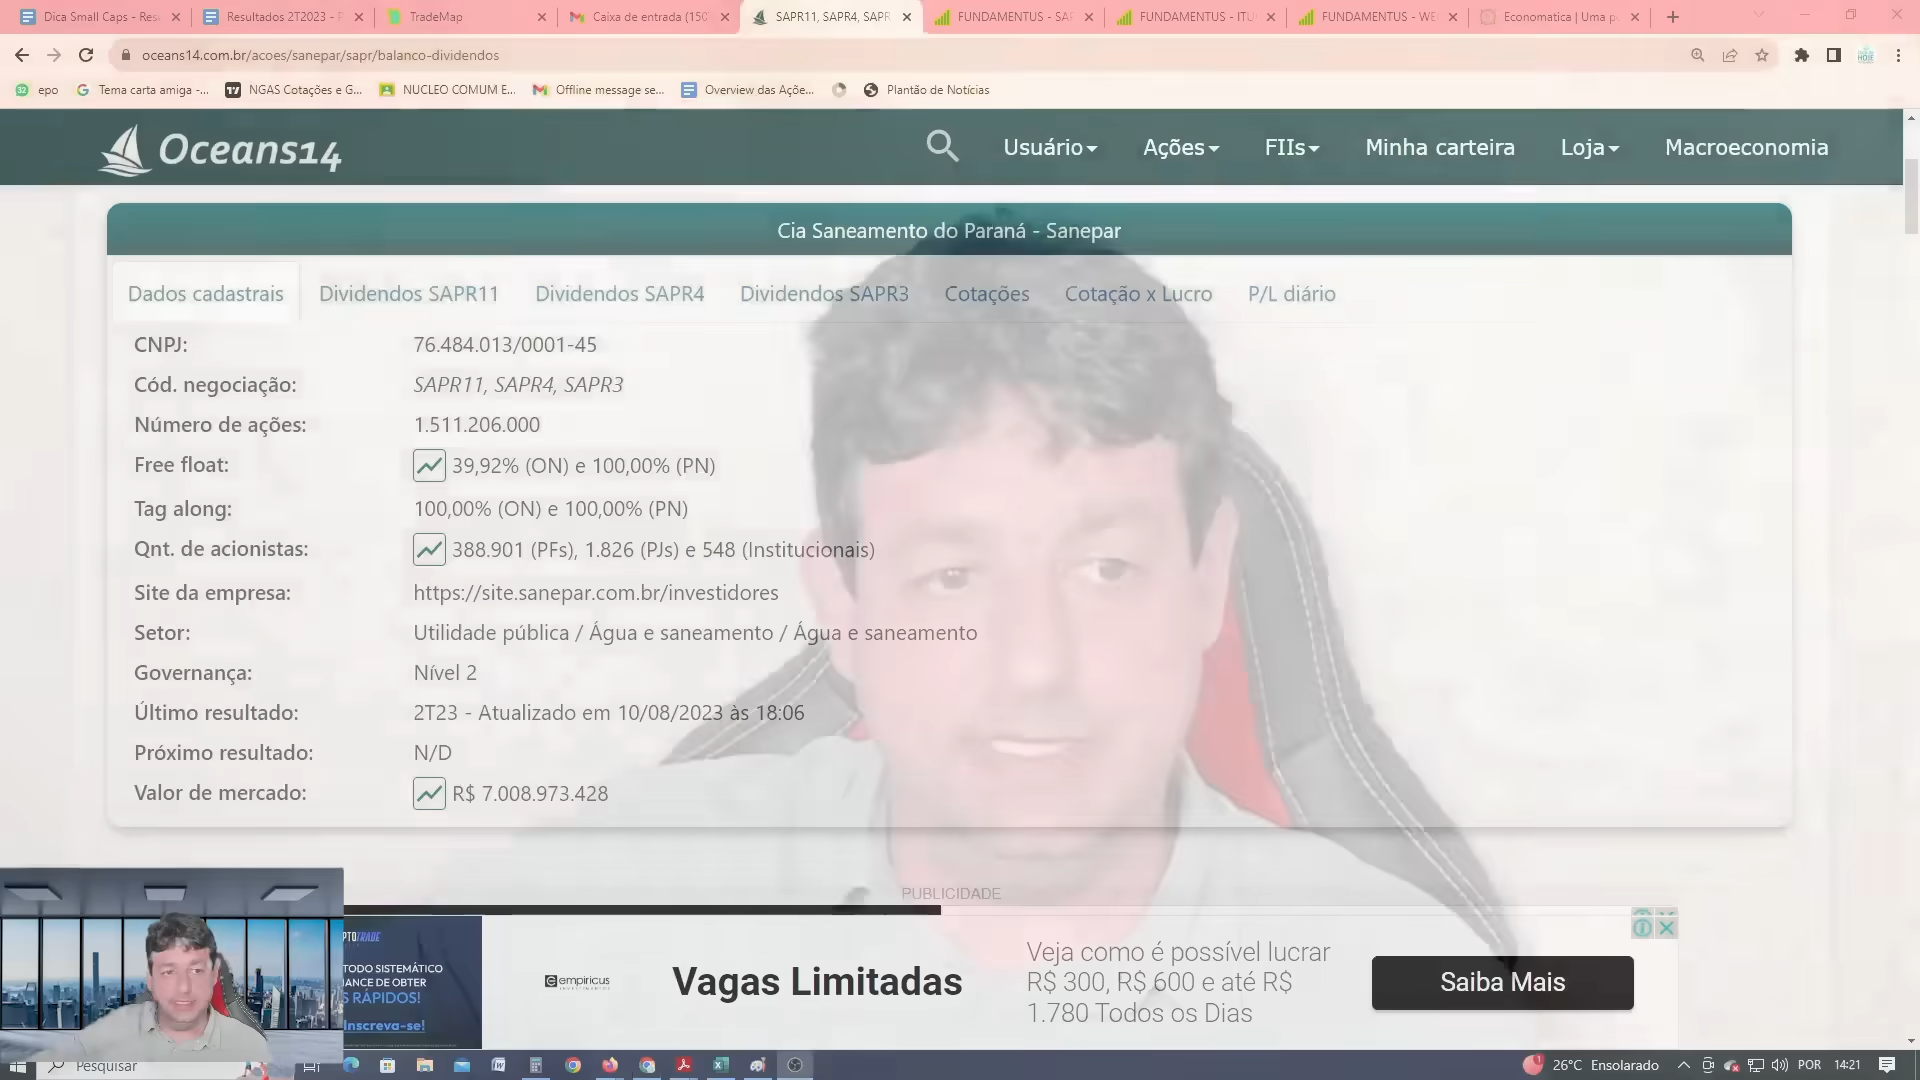 Dica Small Caps - Res
Resultados 2T2023 -
TradeMap
Caixa de entrada (150
SAPR11, SAPR4, SAPR
FUNDAMENTUS - SA
FUNDAMENTUS - ITU
FUNDAMENTUS - WE
Economatica | Uma p
oceans14.com.br/acoes/sanepar/sapr/balanco-dividendos
epo
Tema carta amiga -...
NGAS Cotações e G...
NUCLEO COMUM E...
Offline message se...
Overview das Açõe...
Plantão de Notícias
Oceans14
Usuário
Ações
FIIs
Minha carteira
Loja
Macroeconomia
Cia Saneamento do Paraná - Sanepar
Dados cadastrais
Dividendos SAPR11
Dividendos SAPR4
Dividendos SAPR3
Cotações
Cotação x Lucro
P/L diário
CNPJ: 76.484.013/0001-45
Cód. negociação: SAPR11, SAPR4, SAPR3
Número de ações: 1.511.206.000
Free float: 39,92% (ON) e 100,00% (PN)
Tag along: 100,00% (ON) e 100,00% (PN)
Qnt. de acionistas: 388.901 (PFs), 1.826 (PJs) e 548 (Institucionais)
Site da empresa: https://site.sanepar.com.br/investidores
Setor: Utilidade pública / Água e saneamento / Água e saneamento
Governança: Nível 2
Último resultado: 2T23 - Atualizado em 10/08/2023 às 18:06
Próximo resultado: N/D
Valor de mercado: R$ 7.008.973.428
PUBLICIDADE
PTOTRADE
TODO SISTEMÁTICO
HANCE DE OBTER
S RÁPIDOS!
Inscreva-se!
empiricus
INVESTIMENTOS
Vagas Limitadas
Veja como é possível lucrar
R$ 300, R$ 600 e até R$
1.780 Todos os Dias
Saiba Mais
Pesquisar
26°C Ensolarado
POR
14:21